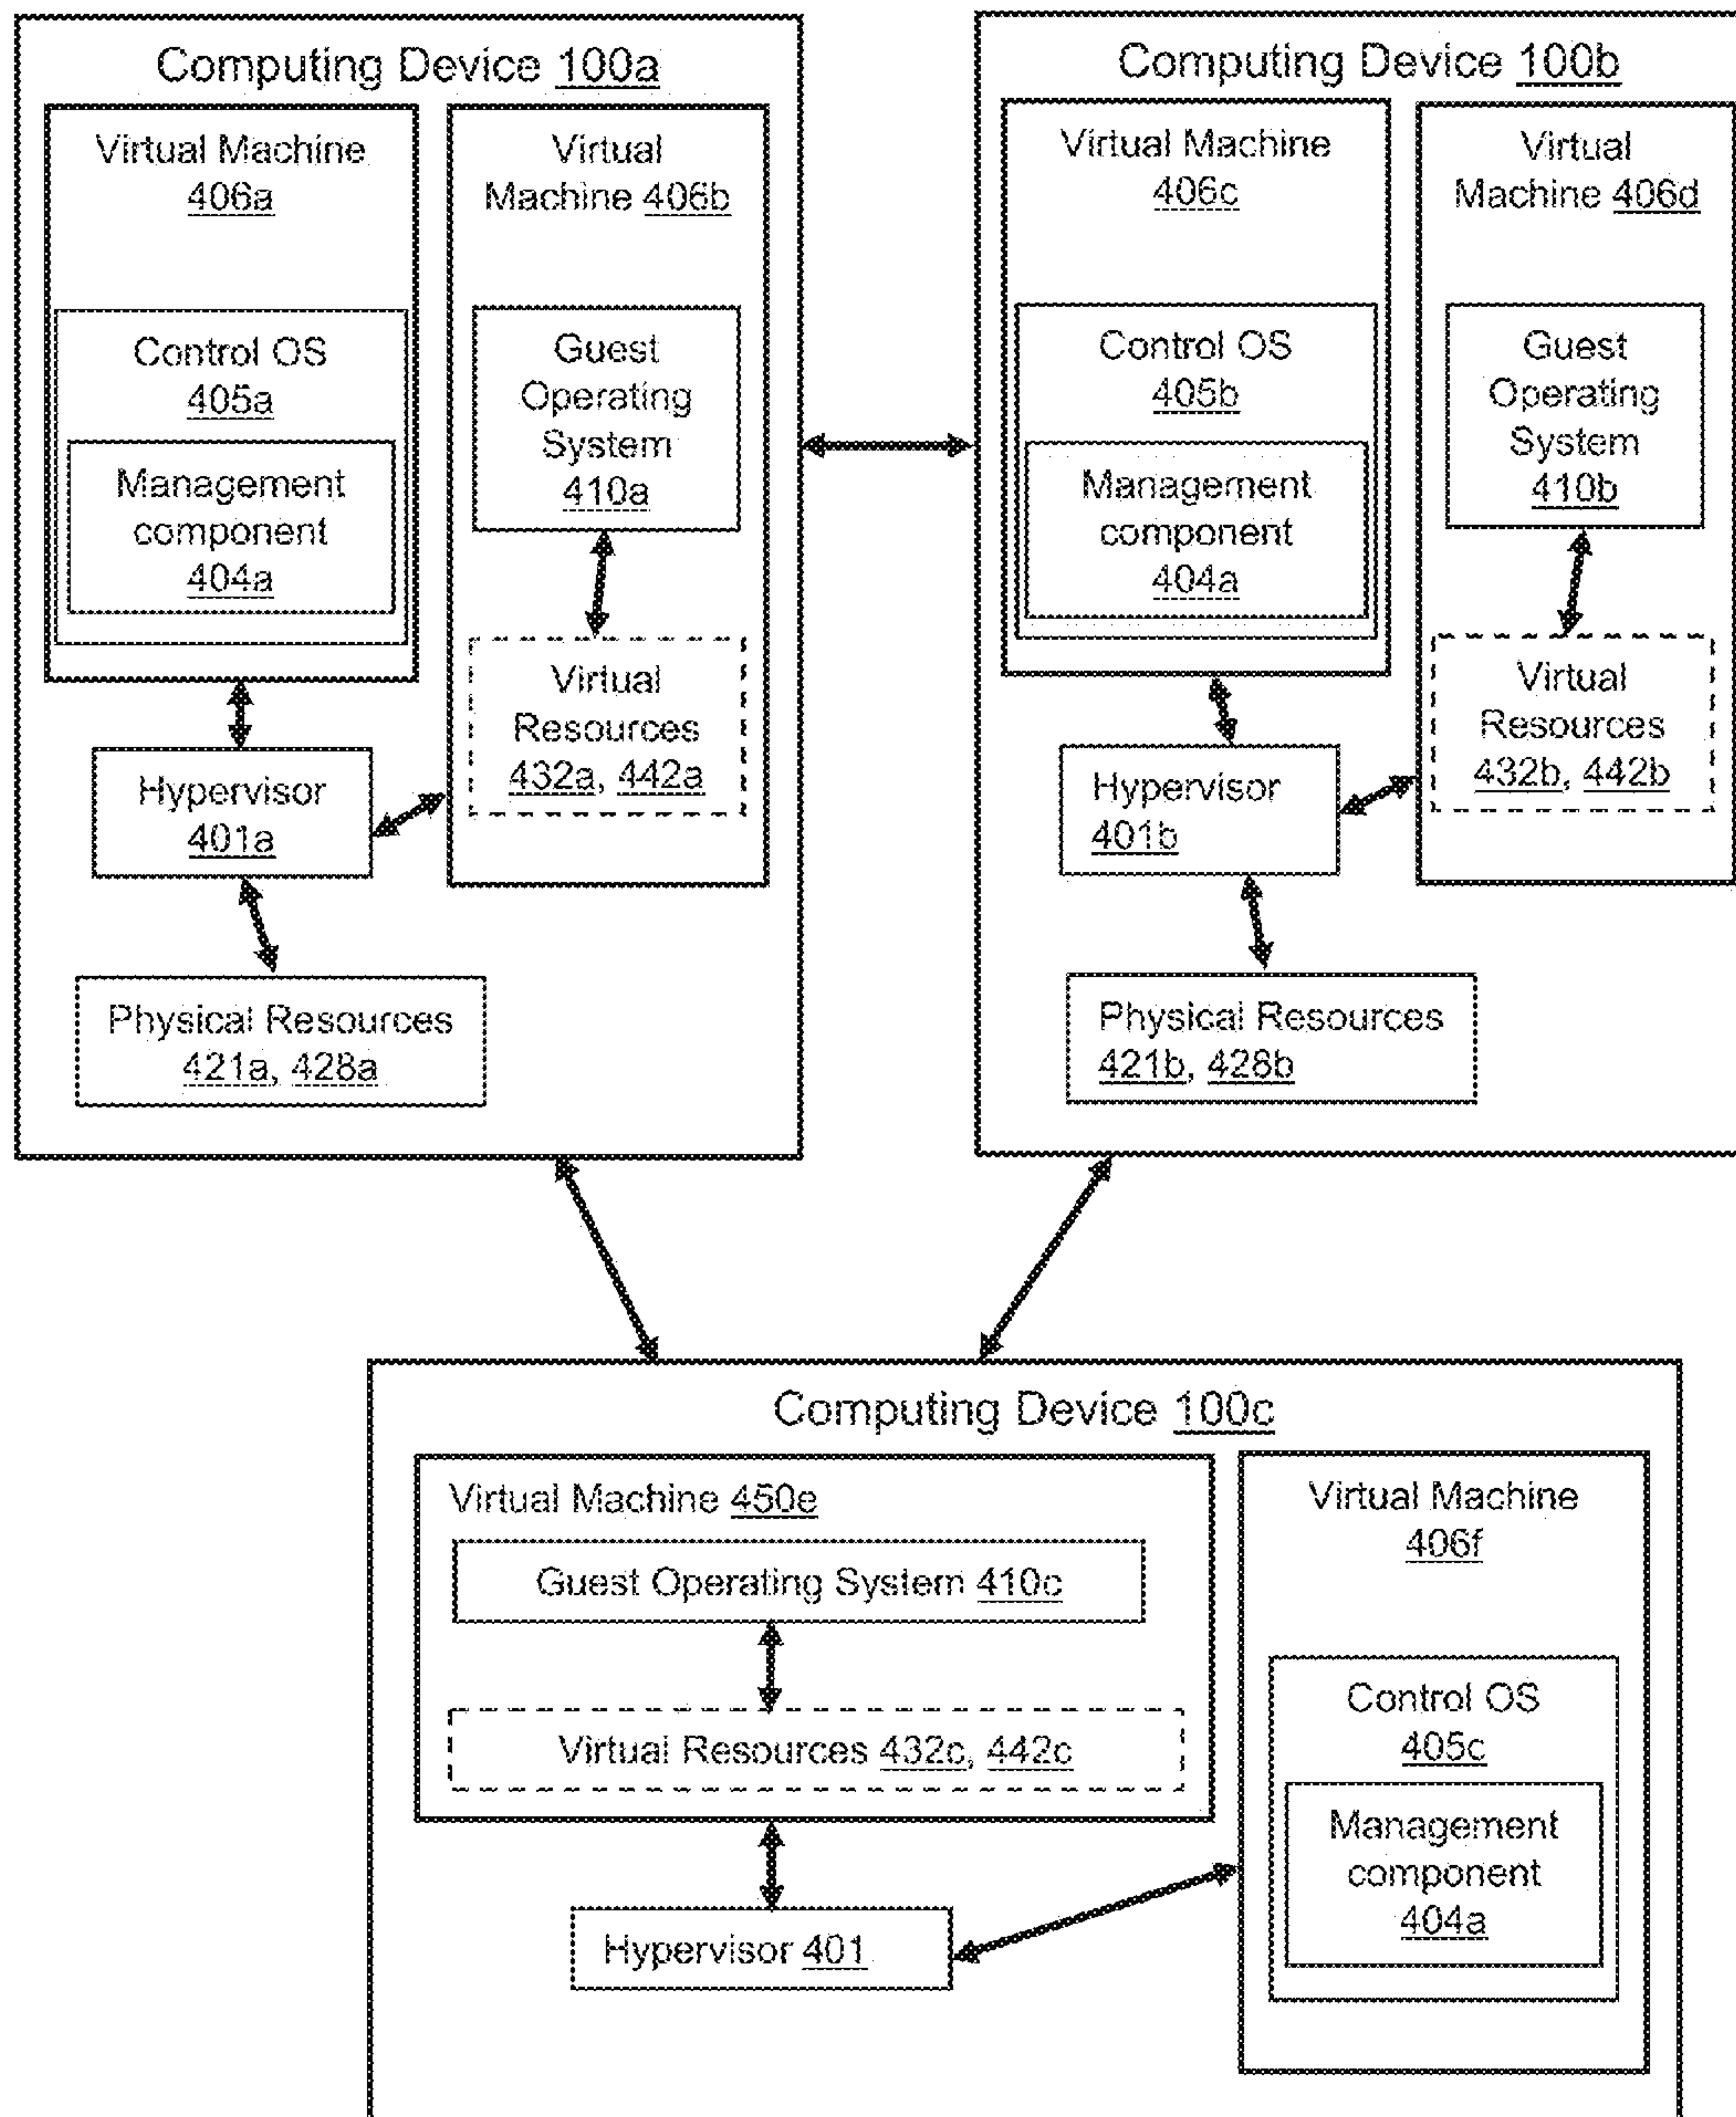 Computing Device 100a
Virtual Machine
406a
Control OS
405a
Management
component
404a
Virtual
Machine 406b
Guest
Operating
System
410a
Virtual
Resources
432a, 442a
Hypervisor
401a
Physical Resources
421a, 428a
Computing Device 100b
Virtual Machine
406c
Control OS
405b
Management
component
404a
Virtual
Machine 406d
Guest
Operating
System
410b
Virtual
Resources
432b, 442b
Hypervisor
401b
Physical Resources
421b, 428b
Computing Device 100c
Virtual Machine 450e
Guest Operating System 410c
Virtual Resources 432c, 442c
Hypervisor 401
Virtual Machine
406f
Control OS
405c
Management
component
404a